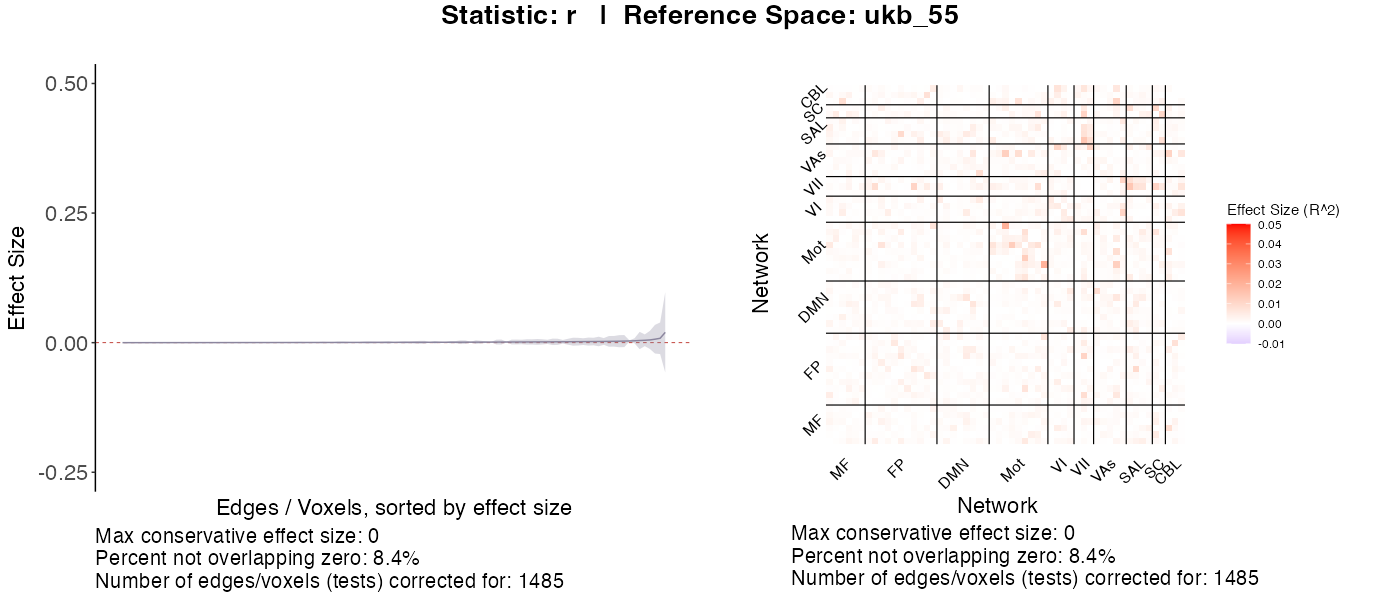 Statistic: r | Reference Space: ukb_55
0.50
0.25
0.00
-0.25
Effect Size
Edges / Voxels, sorted by effect size
Max conservative effect size: 0
Percent not overlapping zero: 8.4%
Number of edges/voxels (tests) corrected for: 1485
CBL
SC
SAL
VAs
VII
VI
Mot
DMN
FP
MF
Network
MF
FP
DMN
Mot
VI
VII
VAs
SAL
SC
CBL
Network
Max conservative effect size: 0
Percent not overlapping zero: 8.4%
Number of edges/voxels (tests) corrected for: 1485
Effect Size (R^2)
0.05
0.04
0.03
0.02
0.01
0.00
-0.01